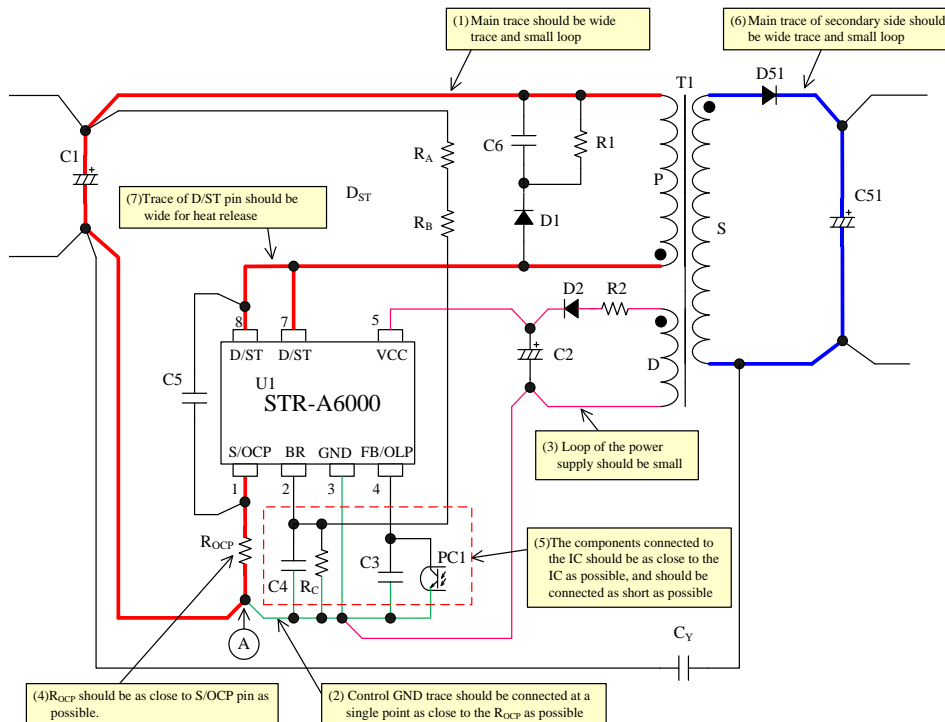 (1) Main trace should be wide
trace and small loop
(6) Main trace of secondary side should
be wide trace and small loop
D51
T1
C1
C6
R1
RA
P
DST
(7)Trace of D/ST pin should be
wide for heat release
RB
D1
S
C51
D2
R2
8
7
5
D/ST
D/ST
VCC
C2
C5
U1
STR-A6000
D
S/OCP
BR
GND
FB/OLP
(3) Loop of the power
supply should be small
1
2
3
4
ROCP
C4
RC
C3
PC1
(5)The components connected to
the IC should be as close to the
IC as possible, and should be
connected as short as possible
A
CY
(4)ROCP should be as close to S/OCP pin as
possible.
(2) Control GND trace should be connected at a
single point as close to the ROCP as possible